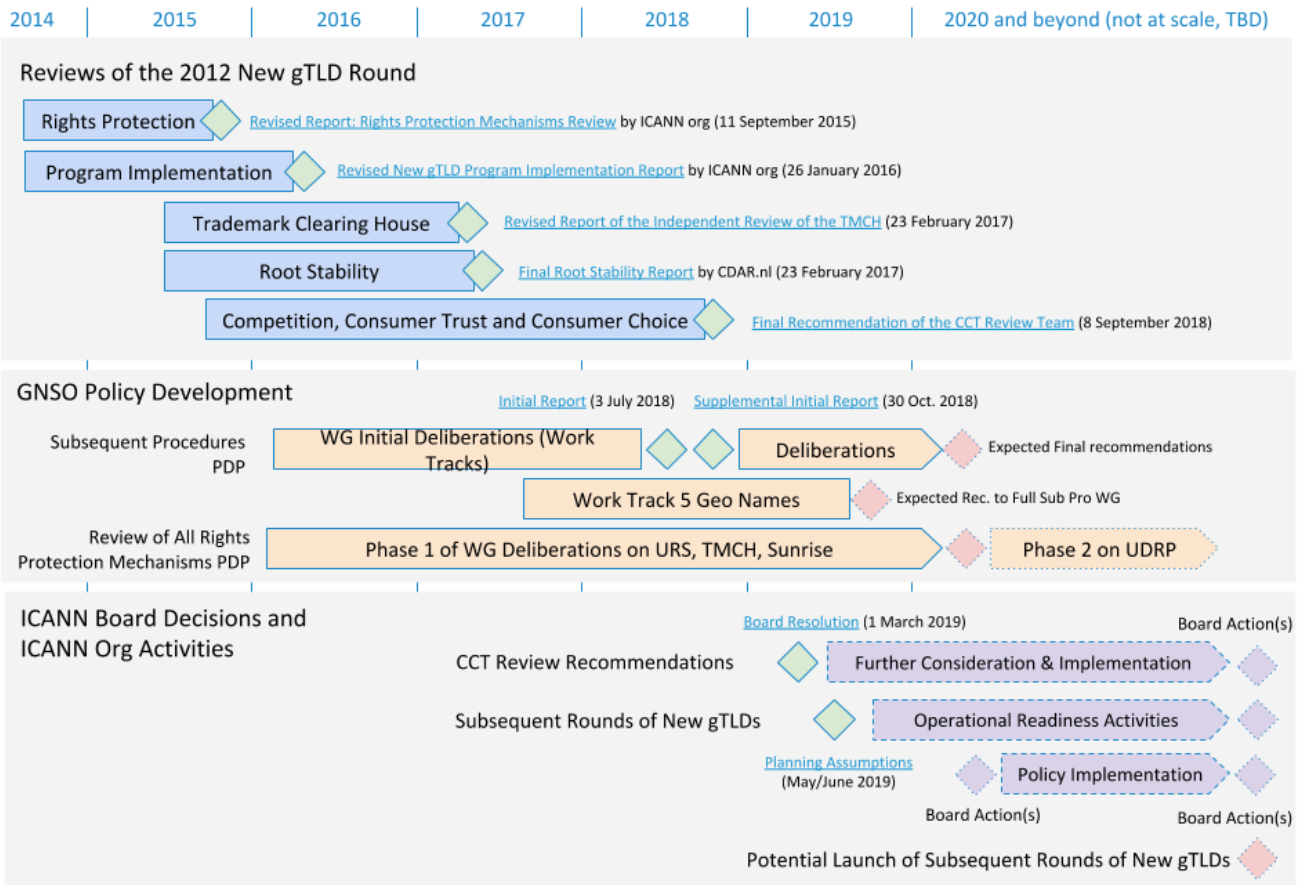 2014 2015 2016 2017 2018 2019 2020 and beyond (not at scale, TBD)
Reviews of the 2012 New gTLD Round
Rights Protection
Revised Report: Rights Protection Mechanisms Review by ICANN org (11 September 2015)
Program Implementation
Revised New gTLD Program Implementation Report by ICANN org (26 January 2016)
Trademark Clearing House
Revised Report of the Independent Review of the TMCH (23 February 2017)
Root Stability
Final Root Stability Report by CDAR.nl (23 February 2017)
Competition, Consumer Trust and Consumer Choice
Final Recommendation of the CCT Review Team (8 September 2018)
GNSO Policy Development
Initial Report (3 July 2018)
Supplemental Initial Report (30 Oct. 2018)
Subsequent Procedures
PDP
WG Initial Deliberations (Work
Tracks)
Deliberations
Expected Final recommendations
Work Track 5 Geo Names
Expected Rec. to Full Sub Pro WG
Review of All Rights
Protection Mechanisms PDP
Phase 1 of WG Deliberations on URS, TMCH, Sunrise
Phase 2 on UDRP
ICANN Board Decisions and
ICANN Org Activities
Board Resolution (1 March 2019)
Board Action(s)
CCT Review Recommendations
Further Consideration & Implementation
Subsequent Rounds of New gTLDs
Operational Readiness Activities
Planning Assumptions
(May/June 2019)
Policy Implementation
Board Action(s)
Board Action(s)
Potential Launch of Subsequent Rounds of New gTLDs